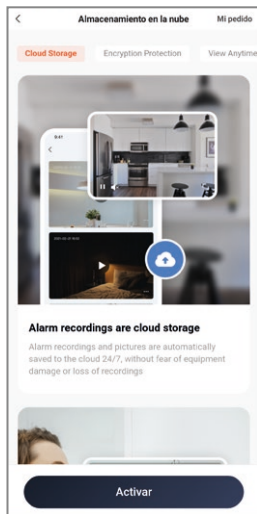 Almacenamiento en la nube
Mi pedido
Cloud Storage
Encryption Protection
View Anytime
Alarm recordings are cloud storage
Alarm recordings and pictures are automatically
saved to the cloud 24/7, without fear of equipment
damage or loss of recordings
Activar